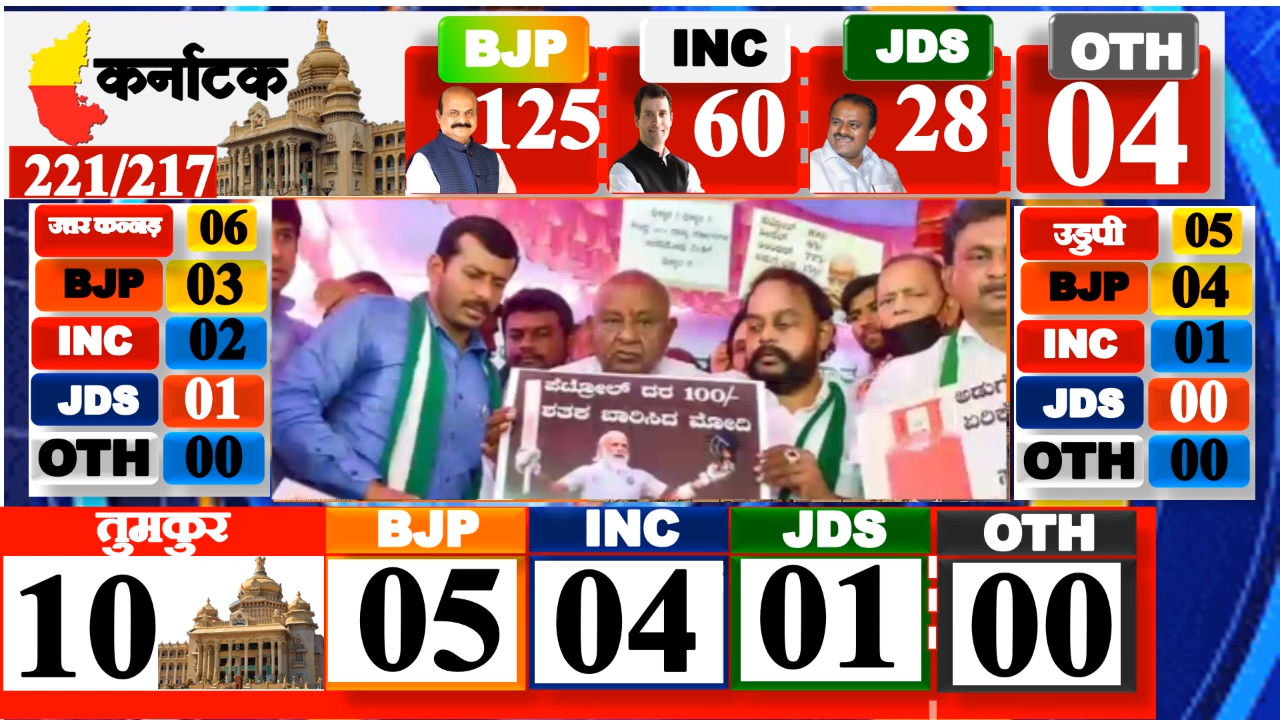 कर्नाटक
221/217
BJP
125
INC
60
JDS
28
OTH
04
उत्तर कन्नड़
06
BJP
03
INC
02
JDS
01
OTH
00
ಪೆಟ್ರೋಲ್ ದರ 100/-
ಶತಕ ಬಾರಿಸಿದ ಮೋದಿ
ಅಡುಗೆ
उडुपी
05
BJP
04
INC
01
JDS
00
OTH
00
तुमकुर
10
BJP
05
INC
04
JDS
01
OTH
00